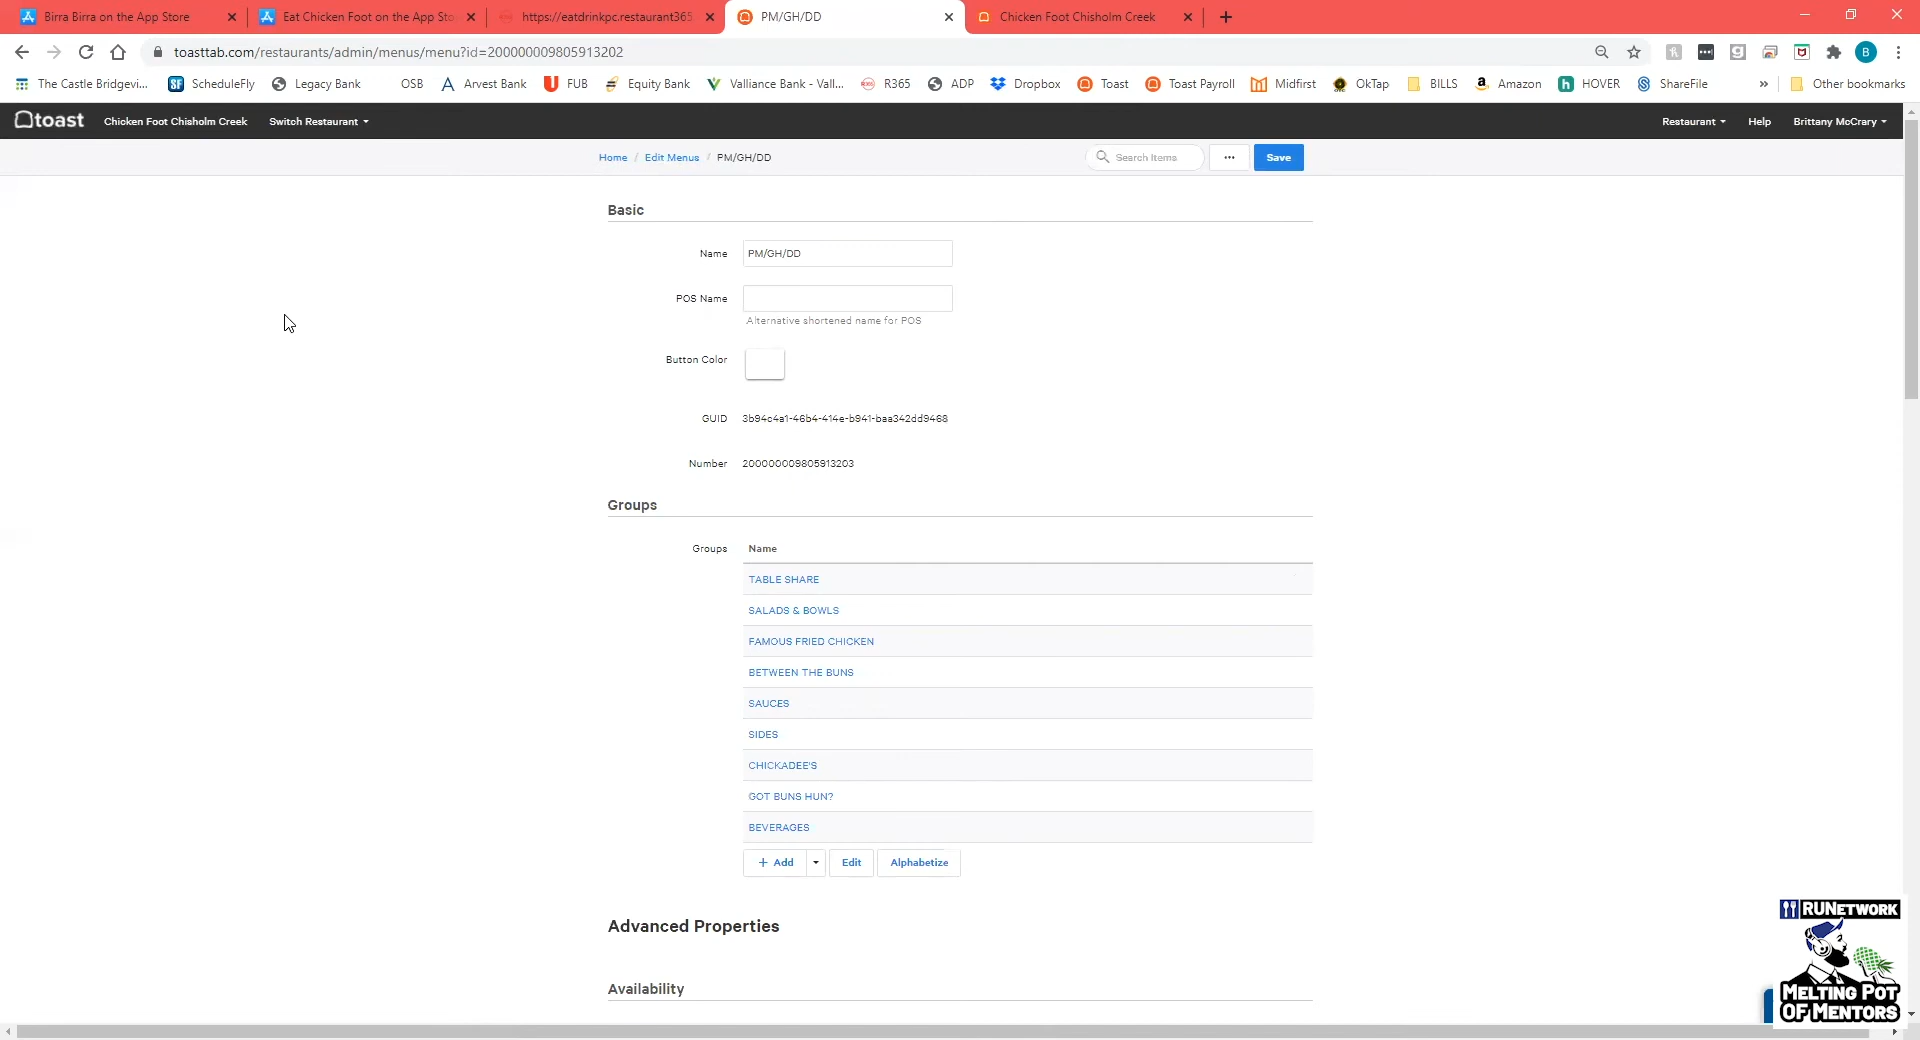 Birra Birra on the App Store
Eat Chicken Foot on the App Sto
https://eatdrinkpc.restaurant365
PM/GH/DD
Chicken Foot Chisholm Creek
toasttab.com/restaurants/admin/menus/menu?id=200000009805913202
B
The Castle Bridgevi...
SF ScheduleFly
Legacy Bank
OSB
Arvest Bank
FUB
Equity Bank
Valliance Bank - Vall...
R365
ADP
Dropbox
Toast
Toast Payroll
Midfirst
OkTap
BILLS
Amazon
h HOVER
ShareFile
»
Other bookmarks
toast
Chicken Foot Chisholm Creek
Switch Restaurant
Restaurant
Help
Brittany McCrary
Home / Edit Menus / PM/GH/DD
Search Items
...
Save
Basic
Name PM/GH/DD
POS Name
Alternative shortened name for POS
Button Color
GUID 3b94c4a1-46b4-414e-b941-baa342dd9468
Number 200000009805913203
Groups
Groups Name
TABLE SHARE
SALADS & BOWLS
FAMOUS FRIED CHICKEN
BETWEEN THE BUNS
SAUCES
SIDES
CHICKADEE'S
GOT BUNS HUN?
BEVERAGES
+ Add
Edit
Alphabetize
Advanced Properties
Availability
RUNETWORK
MELTING POT
OF MENTORS